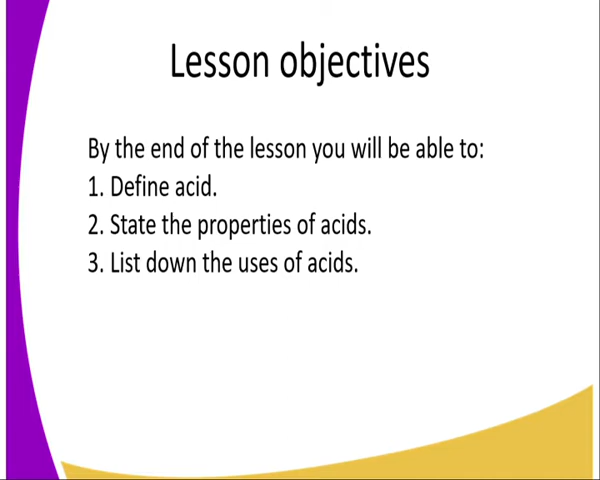 Lesson objectives
By the end of the lesson you will be able to:
1. Define acid.
2. State the properties of acids.
3. List down the uses of acids.